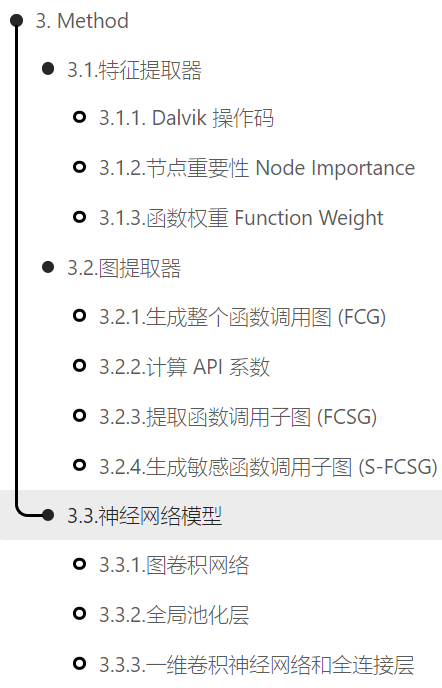 3. Method
3.1.特征提取器
3.1.1. Dalvik 操作码
3.1.2.节点重要性 Node Importance
3.1.3.函数权重 Function Weight
3.2.图提取器
3.2.1.生成整个函数调用图 (FCG)
3.2.2.计算 API 系数
3.2.3.提取函数调用子图 (FCSG)
3.2.4.生成敏感函数调用子图 (S-FCSG)
3.3.神经网络模型
3.3.1.图卷积网络
3.3.2.全局池化层
3.3.3.一维卷积神经网络和全连接层